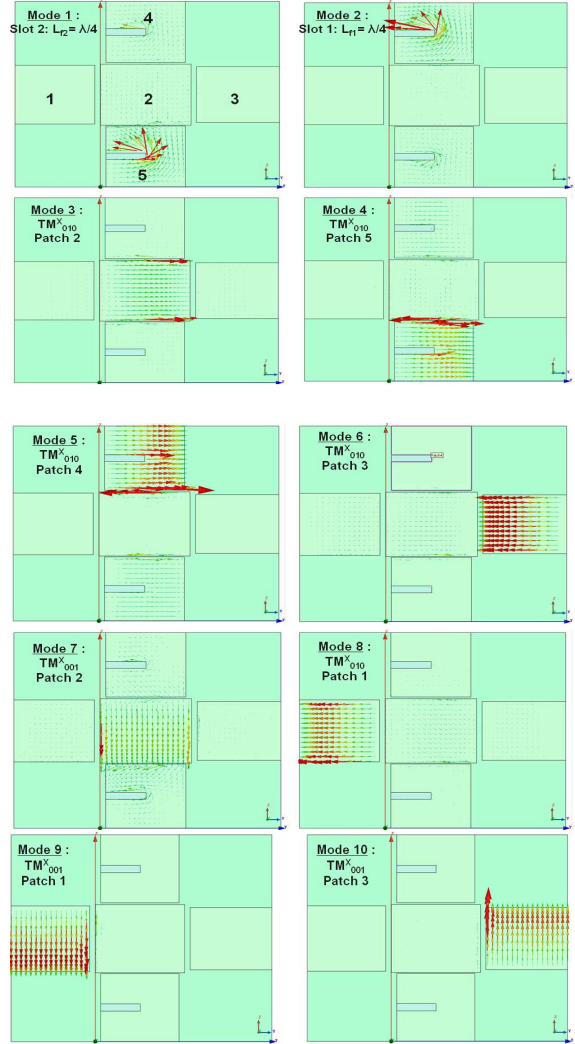 Mode 1 :
Slot 2: Lf2= λ/4
4
1
2
3
5
Mode 2 :
Slot 1: Lf1= λ/4
Mode 3 :
TMX010
Patch 2
Mode 4 :
TMX010
Patch 5
Mode 5 :
TMX010
Patch 4
Mode 6 :
TMX010
Patch 3
Mode 7 :
TMX001
Patch 2
Mode 8 :
TMX010
Patch 1
Mode 9 :
TMX001
Patch 1
Mode 10 :
TMX001
Patch 3